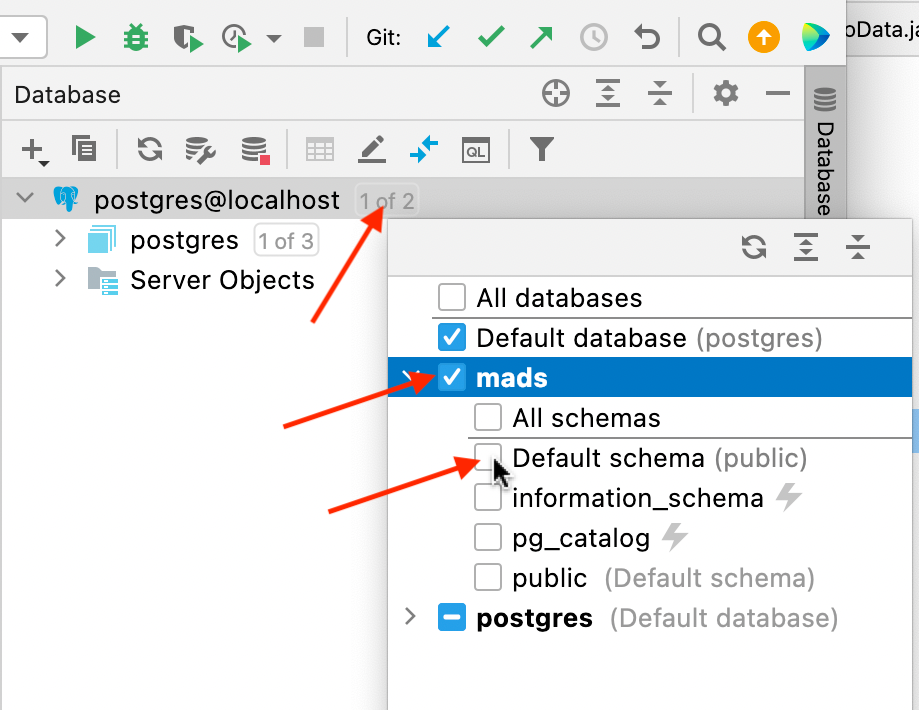 Git:
oData.ja
Database
QL
Database
postgres@localhost 1 of 2
postgres 1 of 3
Server Objects
All databases
Default database (postgres)
mads
All schemas
Default schema (public)
information_schema
pg_catalog
public (Default schema)
postgres (Default database)